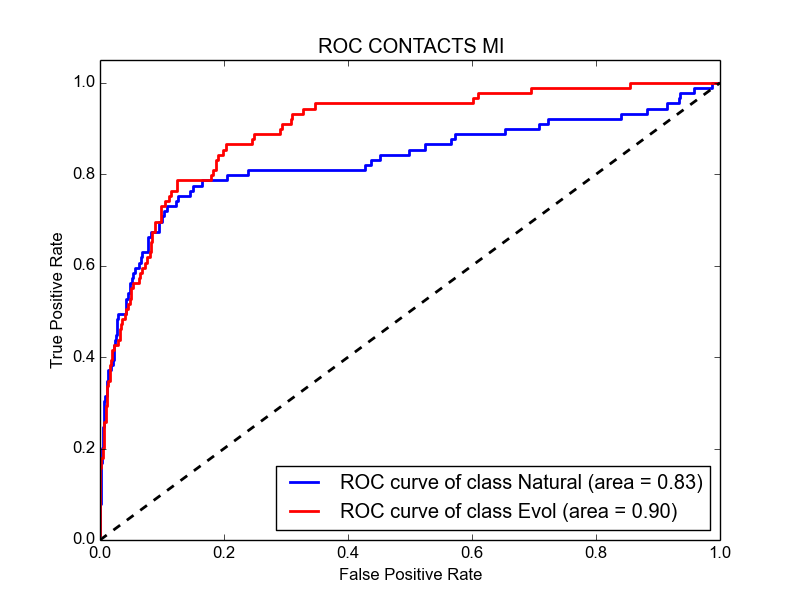 ROC CONTACTS MI
1.0
0.8
0.6
0.4
0.2
0.0
True Positive Rate
ROC curve of class Natural (area = 0.83)
ROC curve of class Evol (area = 0.90)
0.0 0.2 0.4 0.6 0.8 1.0
False Positive Rate